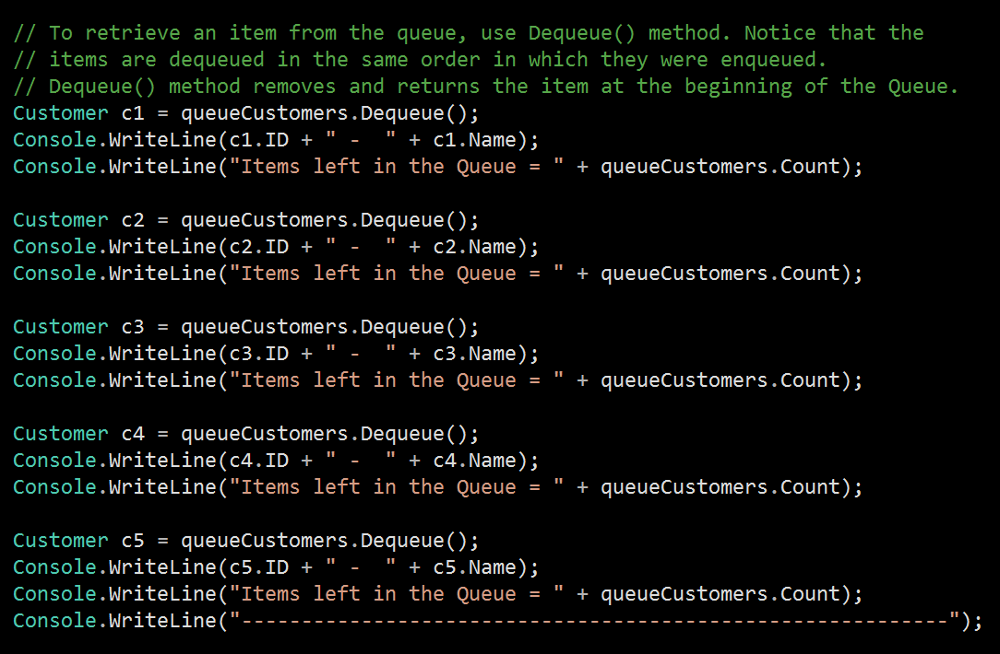 // To retrieve an item from the queue, use Dequeue() method. Notice that the
// items are dequeued in the same order in which they were enqueued.
// Dequeue() method removes and returns the item at the beginning of the Queue.
Customer c1 = queueCustomers.Dequeue();
Console.WriteLine(c1.ID + " -  " + c1.Name);
Console.WriteLine("Items left in the Queue = " + queueCustomers.Count);

Customer c2 = queueCustomers.Dequeue();
Console.WriteLine(c2.ID + " -  " + c2.Name);
Console.WriteLine("Items left in the Queue = " + queueCustomers.Count);

Customer c3 = queueCustomers.Dequeue();
Console.WriteLine(c3.ID + " -  " + c3.Name);
Console.WriteLine("Items left in the Queue = " + queueCustomers.Count);

Customer c4 = queueCustomers.Dequeue();
Console.WriteLine(c4.ID + " -  " + c4.Name);
Console.WriteLine("Items left in the Queue = " + queueCustomers.Count);

Customer c5 = queueCustomers.Dequeue();
Console.WriteLine(c5.ID + " -  " + c5.Name);
Console.WriteLine("Items left in the Queue = " + queueCustomers.Count);
Console.WriteLine("-----------------------------------------------------------");